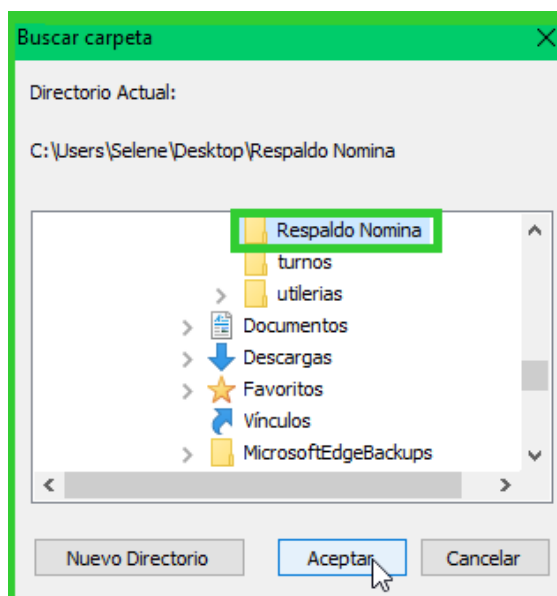 Buscar carpeta
Directorio Actual:
C:\Users\Selene\Desktop\Respaldo Nomina
Respaldo Nomina
turnos
utilerias
Documentos
Descargas
Favoritos
Vínculos
MicrosoftEdgeBackups
Nuevo Directorio Aceptar Cancelar